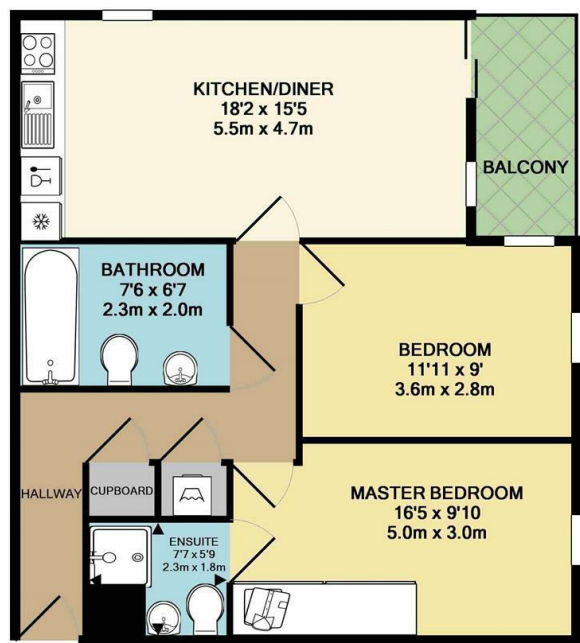 KITCHEN/DINER
18'2 x 15'5
5.5m x 4.7m
BALCONY
BATHROOM
7'6 x 6'7
2.3m x 2.0m
BEDROOM
11'11 x 9'
3.6m x 2.8m
HALLWAY
CUPBOARD
MASTER BEDROOM
16'5 x 9'10
5.0m x 3.0m
ENSUITE
7'7 x 5'9
2.3m x 1.8m